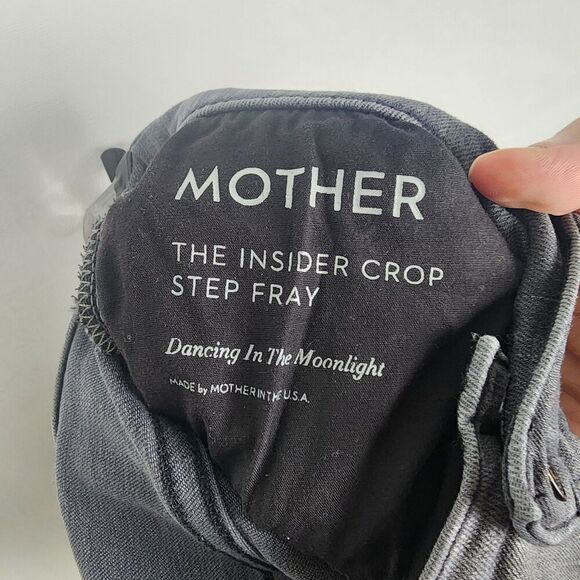 MOTHER
THE INSIDER CROP
STEP FRAY
Dancing In The Moonlight
MADE by MOTHER IN THE U.S.A.